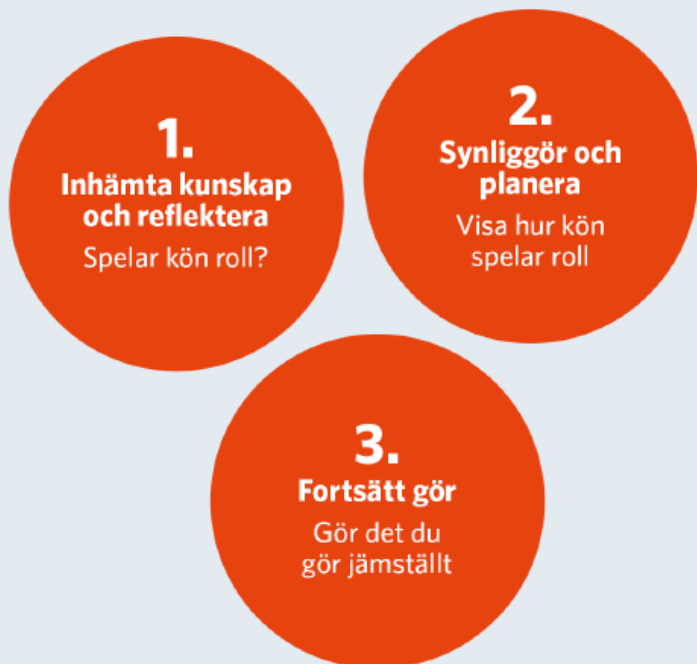 1.
Inhämta kunskap
och reflektera
Spelar kön roll?
2.
Synliggör och
planera
Visa hur kön
spelar roll
3.
Fortsätt gör
Gör det du
gör jämställt